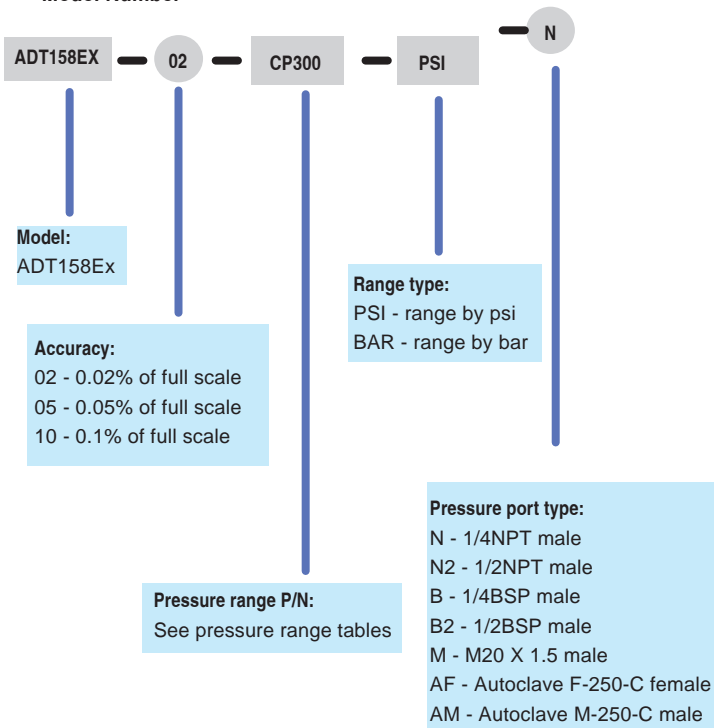 Model Number
N
ADT158EX
02
CP300
PSI
Model:
ADT158Ex
Range type:
PSI - range by psi
BAR - range by bar
Accuracy:
02 - 0.02% of full scale
05 - 0.05% of full scale
10 - 0.1% of full scale
Pressure range P/N:
See pressure range tables
Pressure port type:
N - 1/4NPT male
N2 - 1/2NPT male
B - 1/4BSP male
B2 - 1/2BSP male
M - M20 X 1.5 male
AF - Autoclave F-250-C female
AM - Autoclave M-250-C male